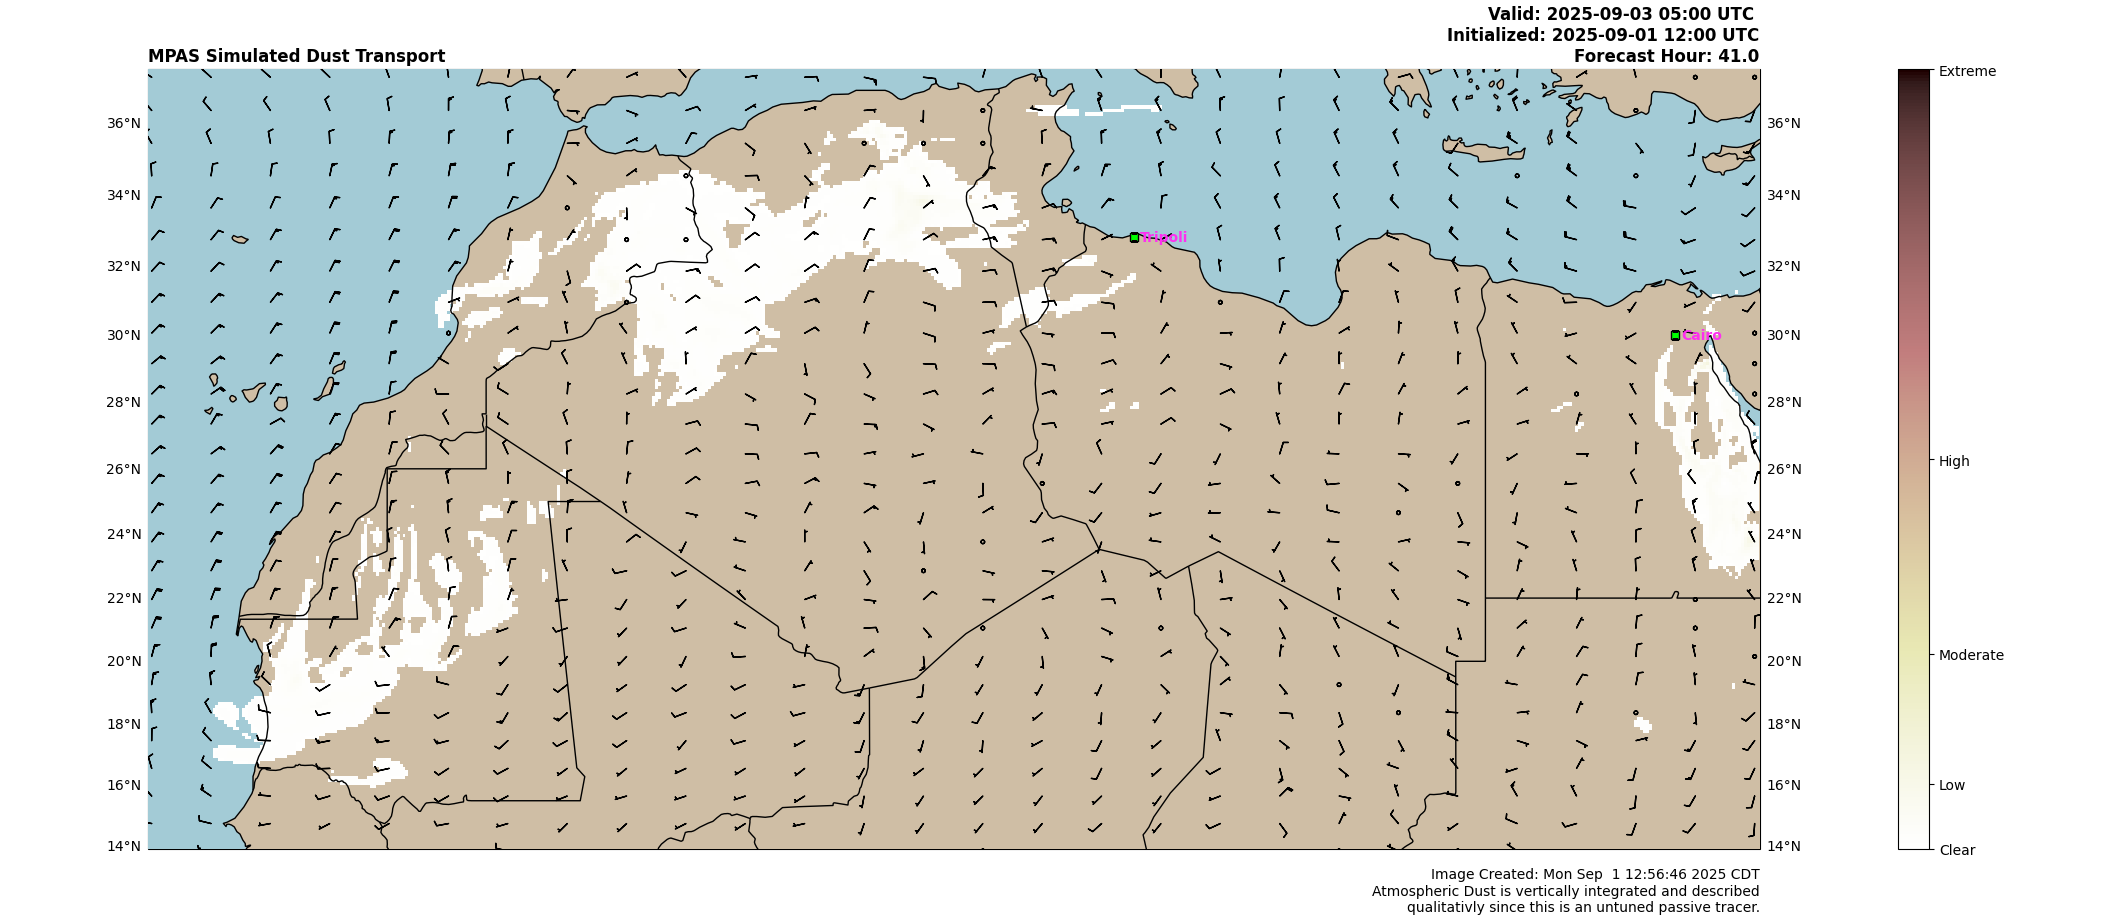 Valid: 2025-09-03 05:00 UTC
Initialized: 2025-09-01 12:00 UTC
MPAS Simulated Dust Transport
Forecast Hour: 41.0
Extreme
36°N
36°N
34°N
34°N
Tripoli
32°N
32°N
30°N
Cairo
30°N
28°N
28°N
High
26°N
26°N
24°N
24°N
22°N
22°N
Moderate
20°N
20°N
18°N
18°N
16°N
16°N
Low
14°N
14°N
Clear
Image Created: Mon Sep  1 12:56:46 2025 CDT
Atmospheric Dust is vertically integrated and described
qualitativly since this is an untuned passive tracer.